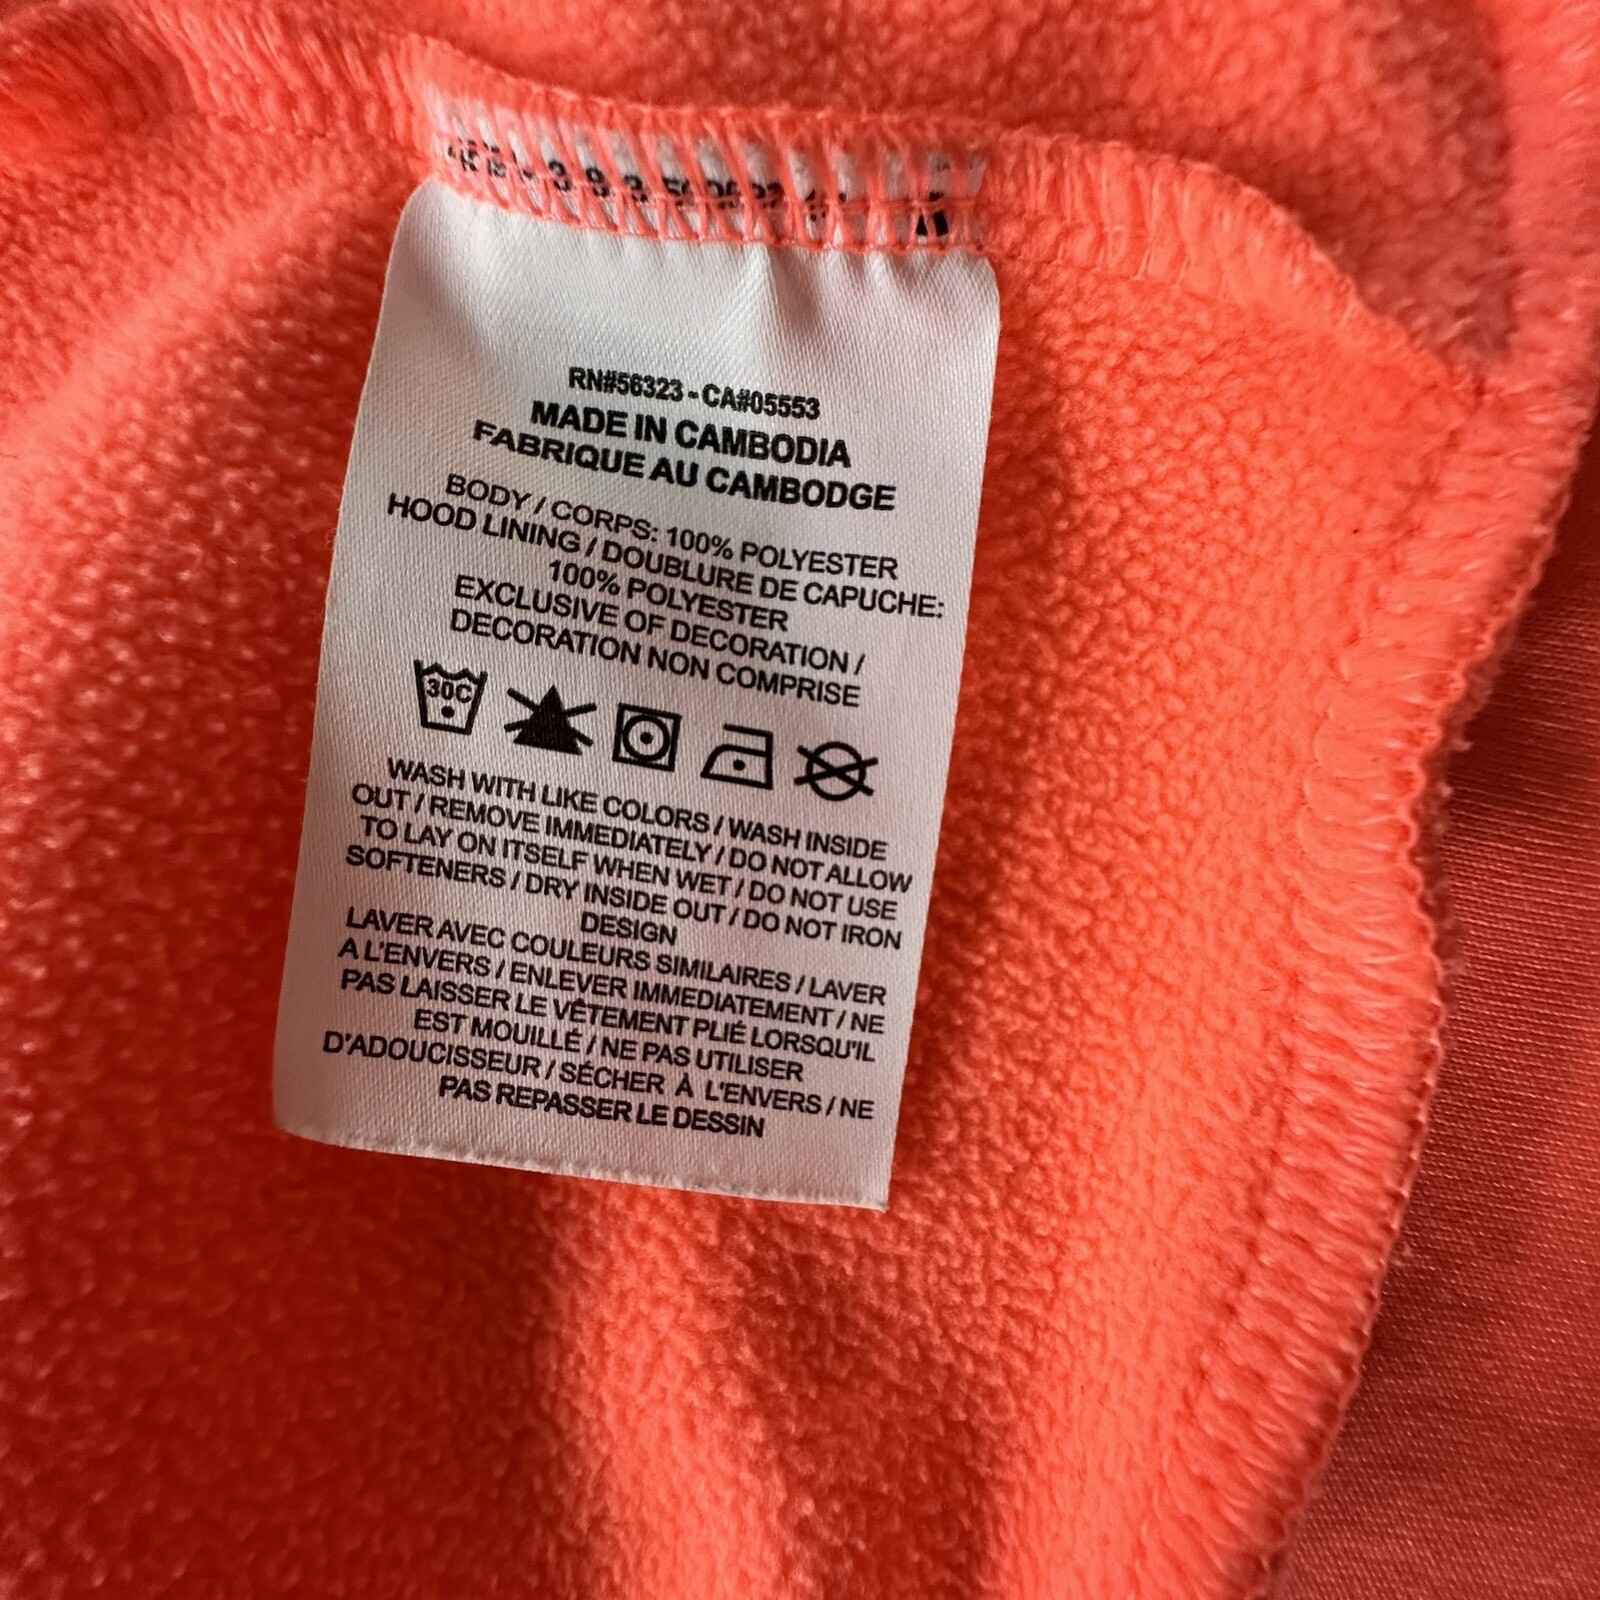 RN#56323 - CA#05553
MADE IN CAMBODIA
FABRIQUE AU CAMBODGE
BODY / CORPS: 100% POLYESTER
HOOD LINING / DOUBLURE DE CAPUCHE:
100% POLYESTER
EXCLUSIVE OF DECORATION /
DECORATION NON COMPRISE
30C
WASH WITH LIKE COLORS / WASH INSIDE
OUT / REMOVE IMMEDIATELY / DO NOT ALLOW
TO LAY ON ITSELF WHEN WET / DO NOT USE
SOFTENERS / DRY INSIDE OUT / DO NOT IRON
DESIGN
LAVER AVEC COULEURS SIMILAIRES / LAVER
A L'ENVERS / ENLEVER IMMEDIATEMENT / NE
PAS LAISSER LE VÊTEMENT PLIÉ LORSQU'IL
EST MOUILLÉ / NE PAS UTILISER
D'ADOUCISSEUR / SÉCHER À L'ENVERS / NE
PAS REPASSER LE DESSIN